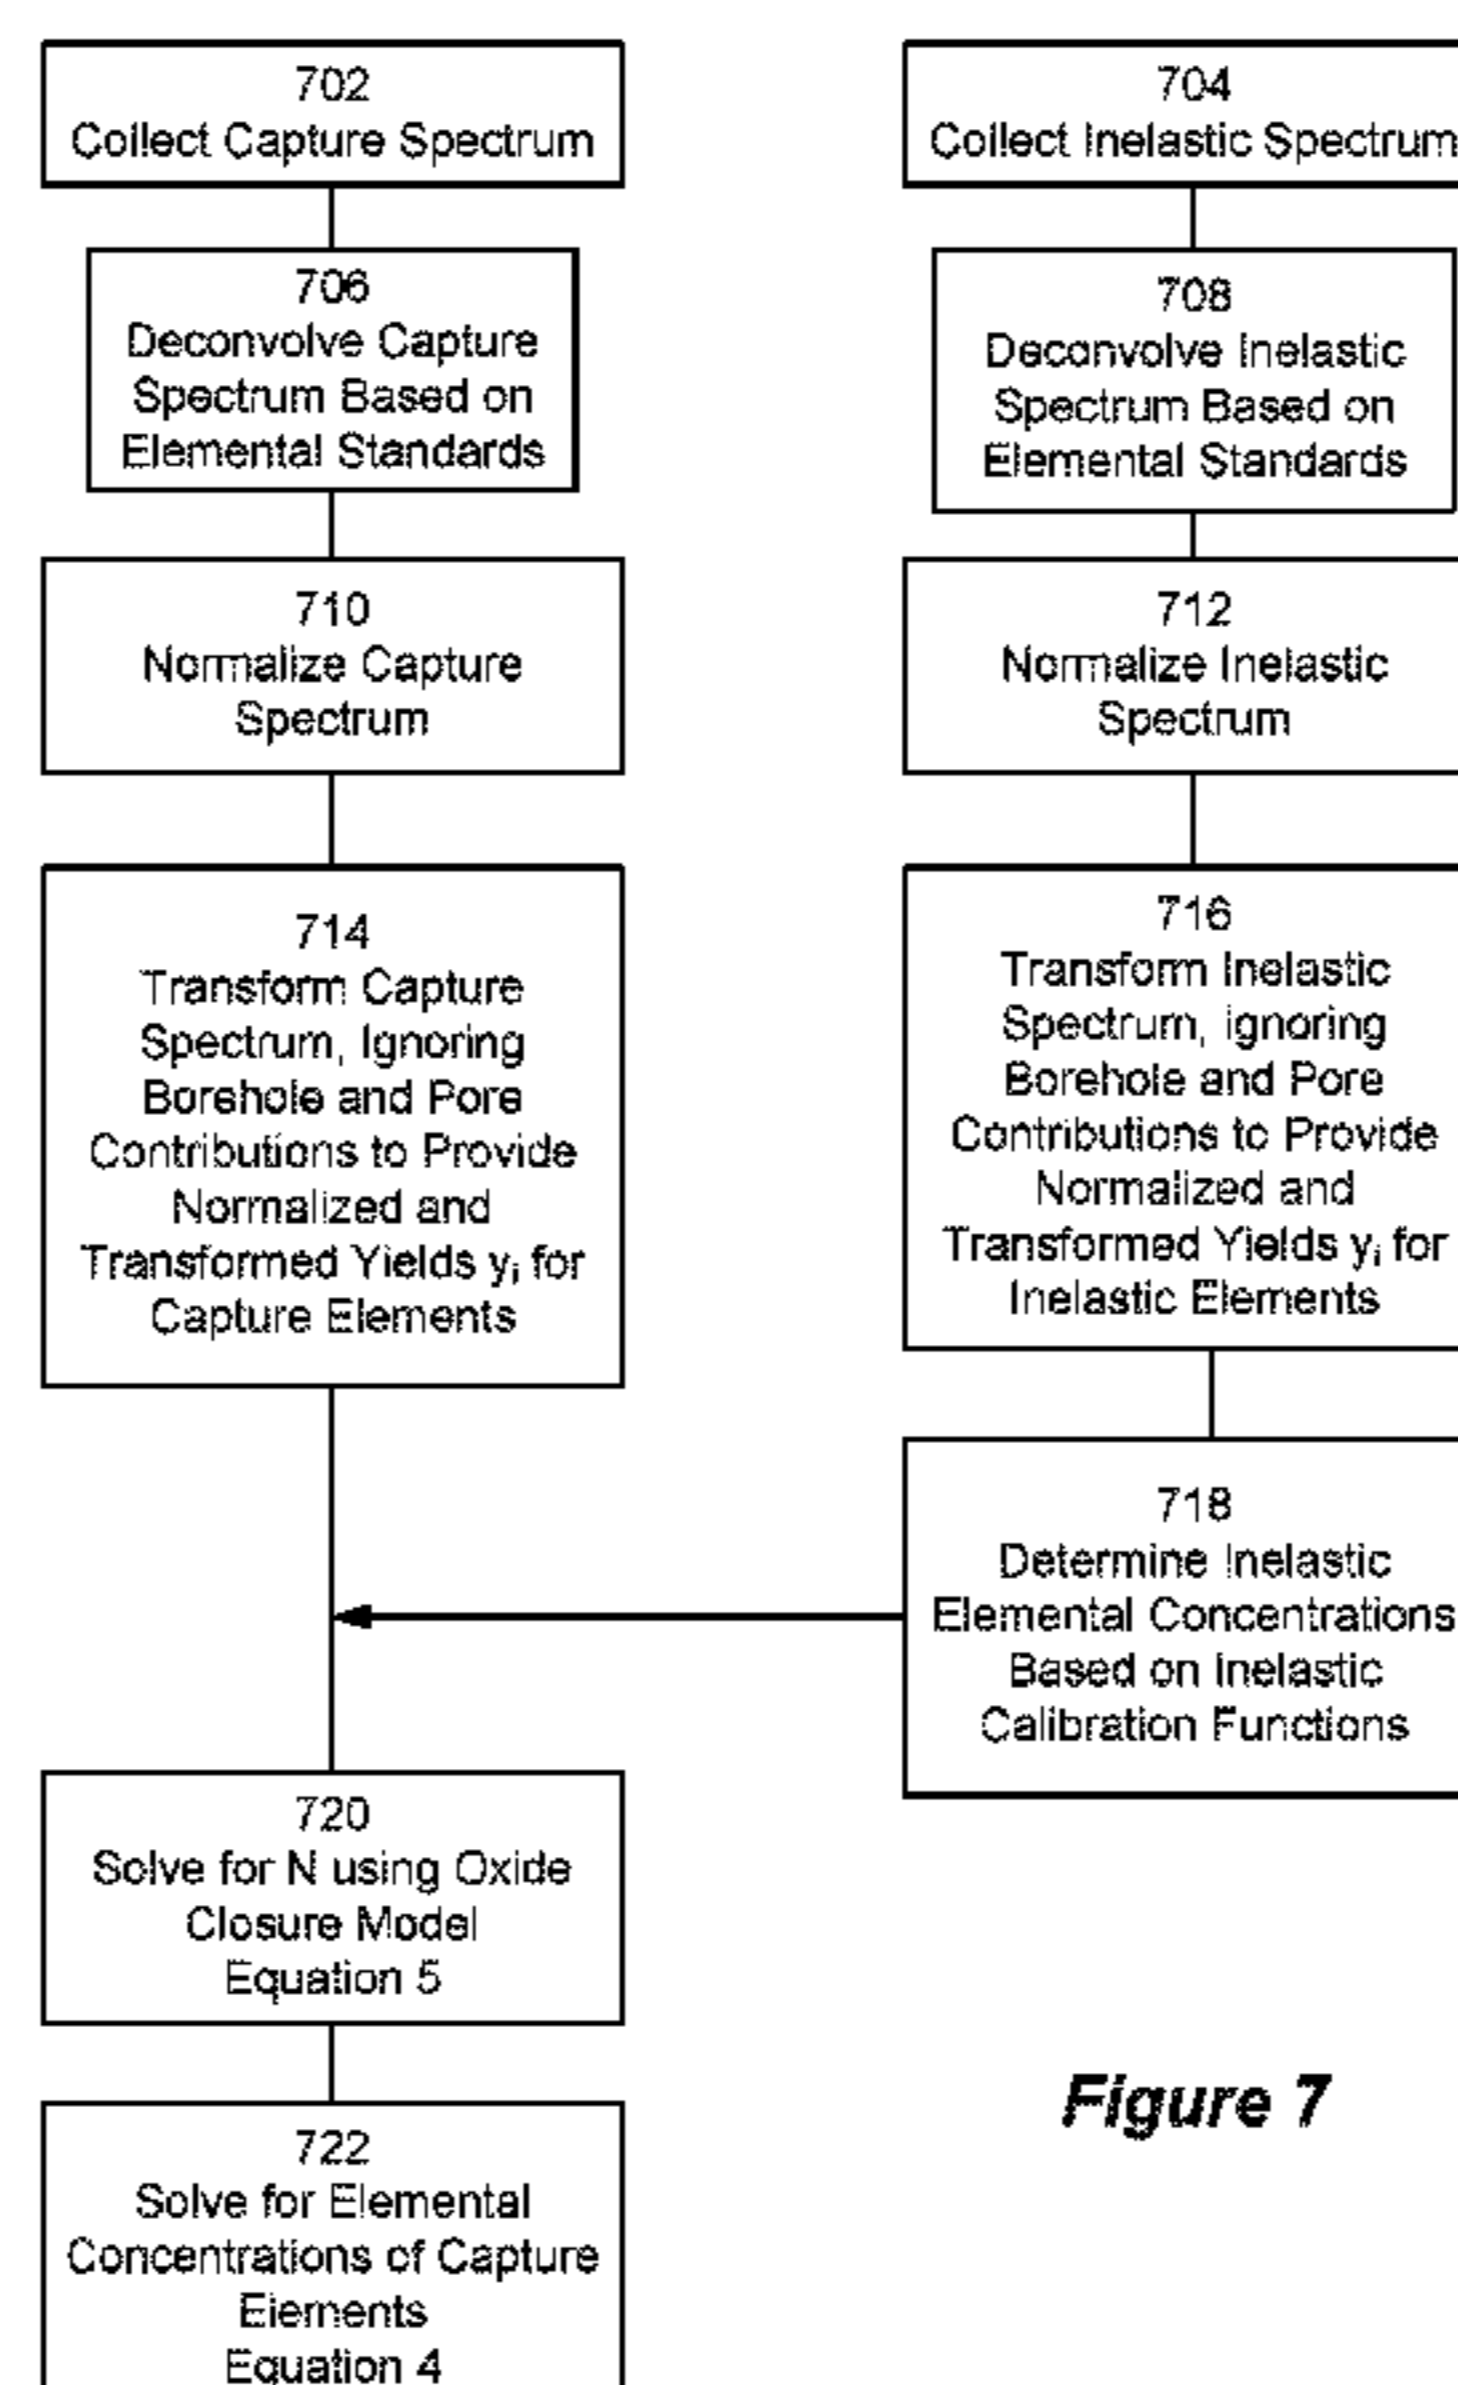 702
Collect Capture Spectrum
704
Collect Inelastic Spectrum
706
Deconvolve Capture
Spectrum Based on
Elemental Standards
708
Deconvolve Inelastic
Spectrum Based on
Elemental Standards
710
Normalize Capture
Spectrum
712
Normalize Inelastic
Spectrum
714
Transform Capture
Spectrum, Ignoring
Borehole and Pore
Contributions to Provide
Normalized and
Transformed Yields yᵢ for
Capture Elements
716
Transform Inelastic
Spectrum, ignoring
Borehole and Pore
Contributions to Provide
Normalized and
Transformed Yields yᵢ for
Inelastic Elements
718
Determine Inelastic
Elemental Concentrations
Based on Inelastic
Calibration Functions
720
Solve for N using Oxide
Closure Model
Equation 5
722
Solve for Elemental
Concentrations of Capture
Elements
Equation 4
Figure 7